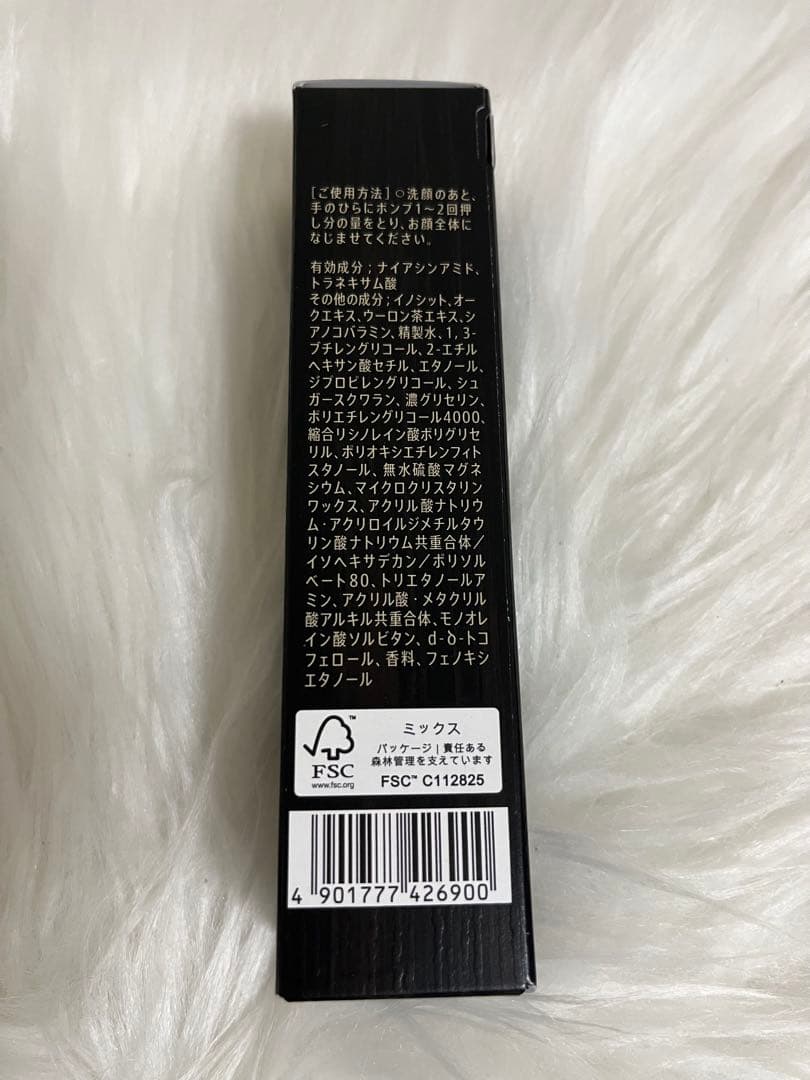 [ご使用方法]○洗顔のあと、
手のひらにポンプ1〜2回押
し分の量をとり、お顔全体に
なじませてください。
有効成分;ナイアシンアミド、
トラネキサム酸
その他の成分;イノシット、オー
クエキス、ウーロン茶エキス、シ
アノコバラミン、精製水、1,3-
ブチレングリコール、2-エチル
ヘキサン酸セチル、エタノール、
ジプロピレングリコール、シュ
ガースクワラン、濃グリセリン、
ポリエチレングリコール4000、
縮合リシノレイン酸ポリグリセ
リル、ポリオキシエチレンフィト
スタノール、無水硫酸マグネ
シウム、マイクロクリスタリン
ワックス、アクリル酸ナトリウ
ム・アクリロイルジメチルタウ
リン酸ナトリウム共重合体/
イソヘキサデカン/ポリソル
ベート80、トリエタノールア
ミン、アクリル酸・メタクリル
酸アルキル共重合体、モノオレ
イン酸ソルビタン、d-δ-トコ
フェロール、香料、フェノキシ
エタノール
FSC™
www.fsc.org
ミックス
パッケージ|責任ある
森林管理を支えています
FSC™ C112825
4 901777 426900